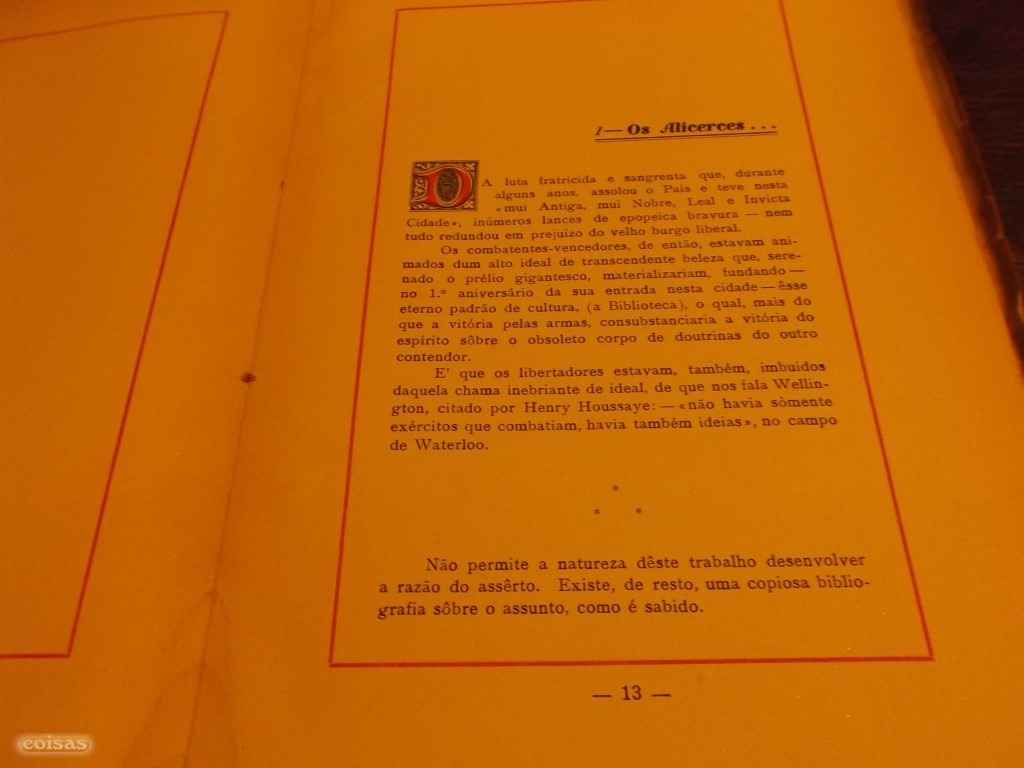 I — Os Alicerces . . .
DA luta fratricida e sangrenta que, durante
alguns anos, assolou o País e teve nesta
«mui Antiga, mui Nobre, Leal e Invicta
Cidade», inúmeros lances de epopeica bravura — nem
tudo redundou em prejuízo do velho burgo liberal.
Os combatentes-vencedores, de então, estavam ani-
mados dum alto ideal de transcendente beleza que, sere-
nado o prélio gigantesco, materializariam, fundando —
no 1.º aniversário da sua entrada nesta cidade — êsse
eterno padrão de cultura, (a Biblioteca), o qual, mais do
que a vitória pelas armas, consubstanciaria a vitória do
espírito sôbre o obsoleto corpo de doutrinas do outro
contendor.
E' que os libertadores estavam, também, imbuidos
daquela chama inebriante de ideal, de que nos fala Wellin-
gton, citado por Henry Houssaye: — «não havia sòmente
exércitos que combatiam, havia também ideias», no campo
de Waterloo.
Não permite a natureza dêste trabalho desenvolver
a razão do assêrto. Existe, de resto, uma copiosa biblio-
grafia sôbre o assunto, como é sabido.
— 13 —
coisas